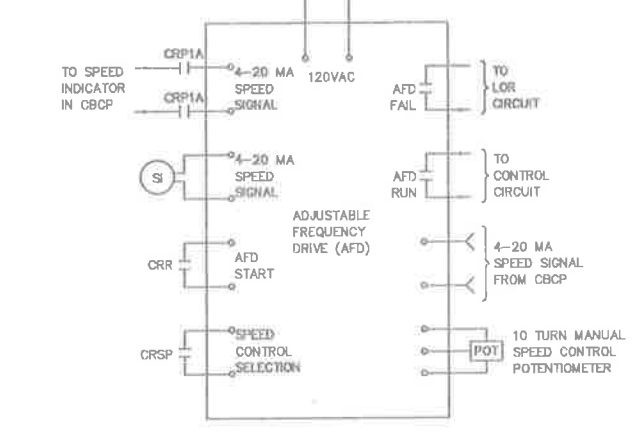 CRP1A
TO SPEED
INDICATOR
IN CBCP
CRP1A
4-20 MA
SPEED
SIGNAL
120VAC
AFD
FAIL
TO
LOR
CIRCUIT
SI
4-20 MA
SPEED
SIGNAL
AFD
RUN
TO
CONTROL
CIRCUIT
ADJUSTABLE
FREQUENCY
DRIVE (AFD)
CRR
AFD
START
4-20 MA
SPEED SIGNAL
FROM CBCP
CRSP
SPEED
CONTROL
SELECTION
POT
10 TURN MANUAL
SPEED CONTROL
POTENTIOMETER